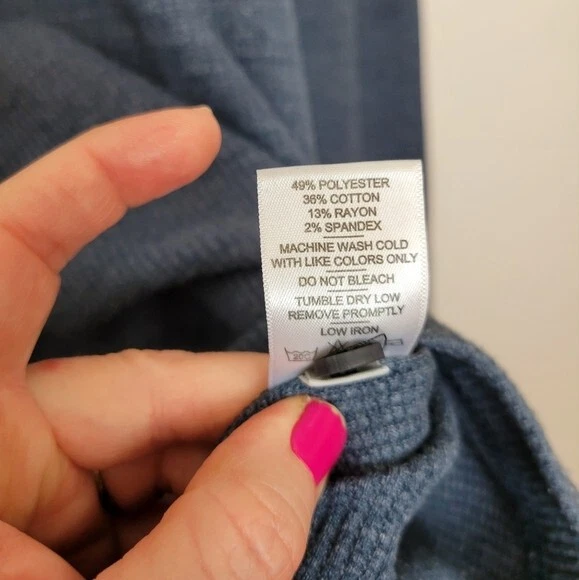 49% POLYESTER
36% COTTON
13% RAYON
2% SPANDEX
MACHINE WASH COLD
WITH LIKE COLORS ONLY
DO NOT BLEACH
TUMBLE DRY LOW
REMOVE PROMPTLY
LOW IRON